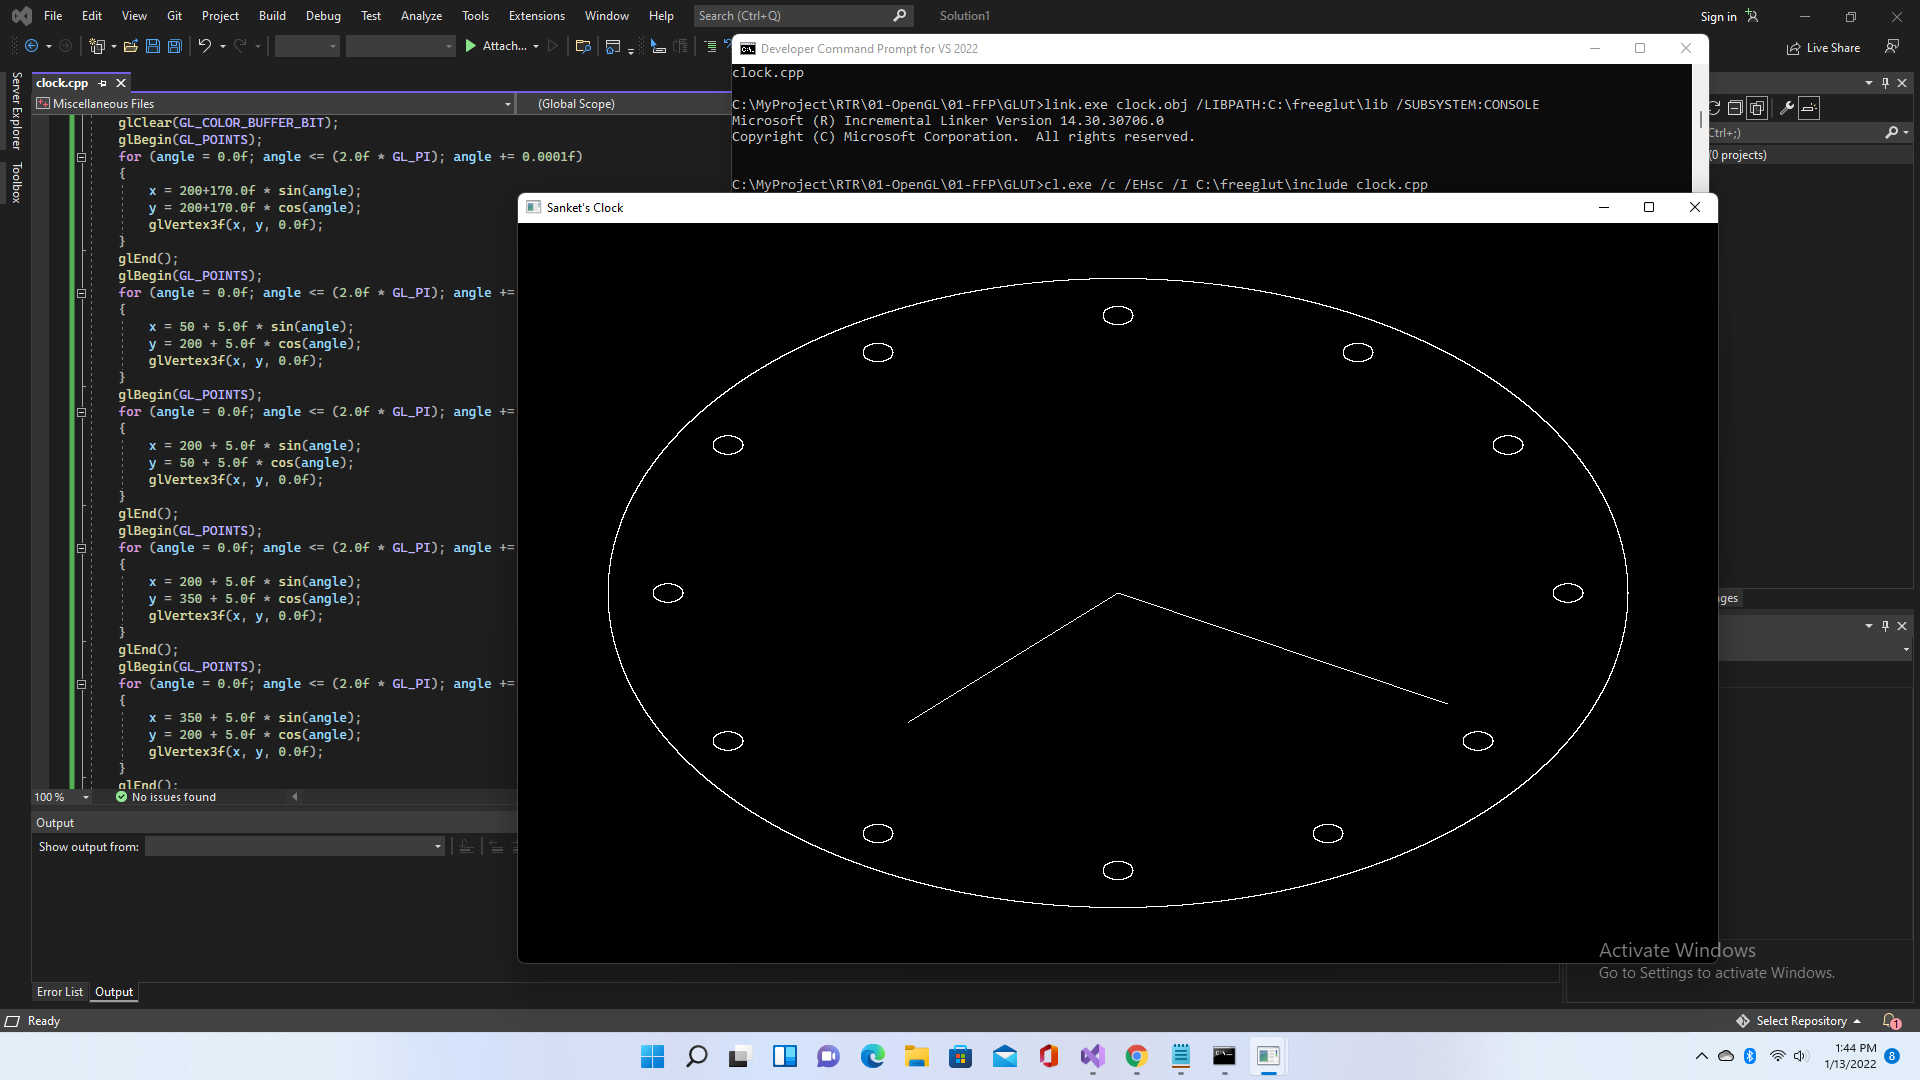 File Edit View Git Project Build Debug Test Analyze Tools Extensions Window Help Search (Ctrl+Q) Solution1 Sign in
Attach...
Live Share
Developer Command Prompt for VS 2022
clock.cpp
C:\MyProject\RTR\01-OpenGL\01-FFP\GLUT>link.exe clock.obj /LIBPATH:C:\freeglut\lib /SUBSYSTEM:CONSOLE
Microsoft (R) Incremental Linker Version 14.30.30706.0
Copyright (C) Microsoft Corporation.  All rights reserved.
C:\MyProject\RTR\01-OpenGL\01-FFP\GLUT>cl.exe /c /EHsc /I C:\freeglut\include clock.cpp
Sanket's Clock
Server Explorer
Toolbox
clock.cpp
Miscellaneous Files (Global Scope)
glClear(GL_COLOR_BUFFER_BIT);
glBegin(GL_POINTS);
for (angle = 0.0f; angle <= (2.0f * GL_PI); angle += 0.0001f)
{
x = 200+170.0f * sin(angle);
y = 200+170.0f * cos(angle);
glVertex3f(x, y, 0.0f);
}
glEnd();
glBegin(GL_POINTS);
for (angle = 0.0f; angle <= (2.0f * GL_PI); angle +=
{
x = 50 + 5.0f * sin(angle);
y = 200 + 5.0f * cos(angle);
glVertex3f(x, y, 0.0f);
}
glBegin(GL_POINTS);
for (angle = 0.0f; angle <= (2.0f * GL_PI); angle +=
{
x = 200 + 5.0f * sin(angle);
y = 50 + 5.0f * cos(angle);
glVertex3f(x, y, 0.0f);
}
glEnd();
glBegin(GL_POINTS);
for (angle = 0.0f; angle <= (2.0f * GL_PI); angle +=
{
x = 200 + 5.0f * sin(angle);
y = 350 + 5.0f * cos(angle);
glVertex3f(x, y, 0.0f);
}
glEnd();
glBegin(GL_POINTS);
for (angle = 0.0f; angle <= (2.0f * GL_PI); angle +=
{
x = 350 + 5.0f * sin(angle);
y = 200 + 5.0f * cos(angle);
glVertex3f(x, y, 0.0f);
}
glEnd();
100 % No issues found
Output
Show output from:
Error List Output
Ctrl+;)
(0 projects)
ges
Activate Windows
Go to Settings to activate Windows.
Ready
Select Repository 1
1:44 PM
1/13/2022 8